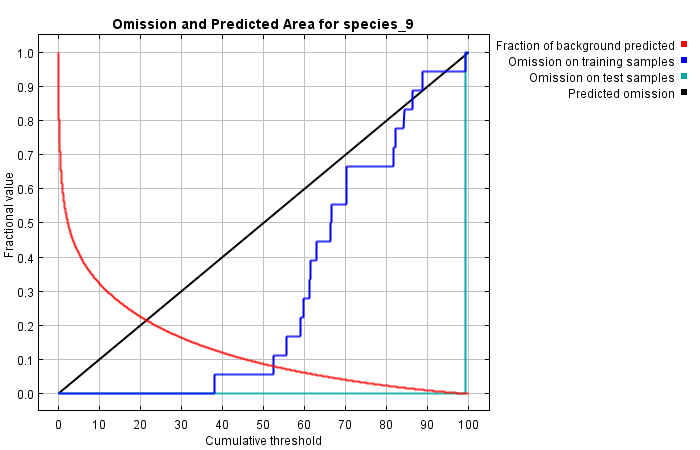 Omission and Predicted Area for species_9
Fraction of background predicted
Omission on training samples
Omission on test samples
Predicted omission
Fractional value
1.0
0.9
0.8
0.7
0.6
0.5
0.4
0.3
0.2
0.1
0.0
0 10 20 30 40 50 60 70 80 90 100
Cumulative threshold